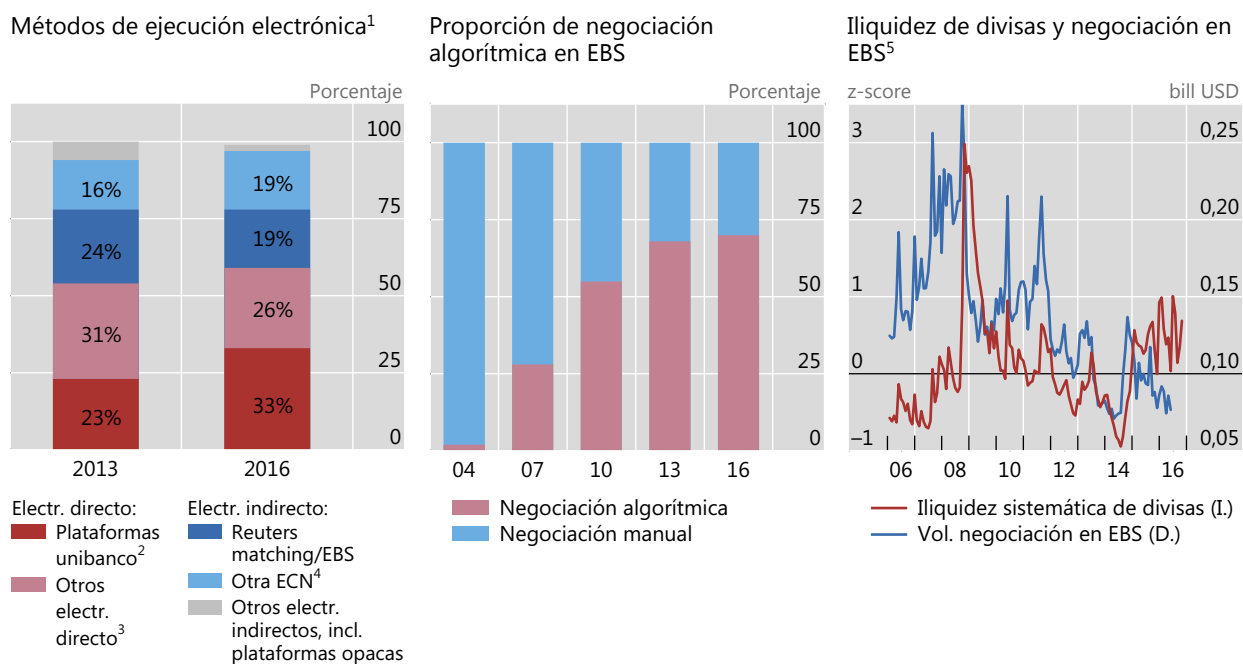 Métodos de ejecución electrónica¹
Porcentaje
100
75
50
25
0
16%
24%
31%
23%
19%
19%
26%
33%
2013
2016
Electr. directo:
Plataformas
unibanco²
Otros
electr.
directo³
Electr. indirecto:
Reuters
matching/EBS
Otra ECN⁴
Otros electr.
indirectos, incl.
plataformas opacas
Proporción de negociación
algorítmica en EBS
Porcentaje
100
75
50
25
0
04
07
10
13
16
Negociación algorítmica
Negociación manual
Iliquidez de divisas y negociación en
EBS⁵
z-score
bill USD
3
2
1
0
–1
0,25
0,20
0,15
0,10
0,05
06
08
10
12
14
16
Iliquidez sistemática de divisas (I.)
Vol. negociación en EBS (D.)